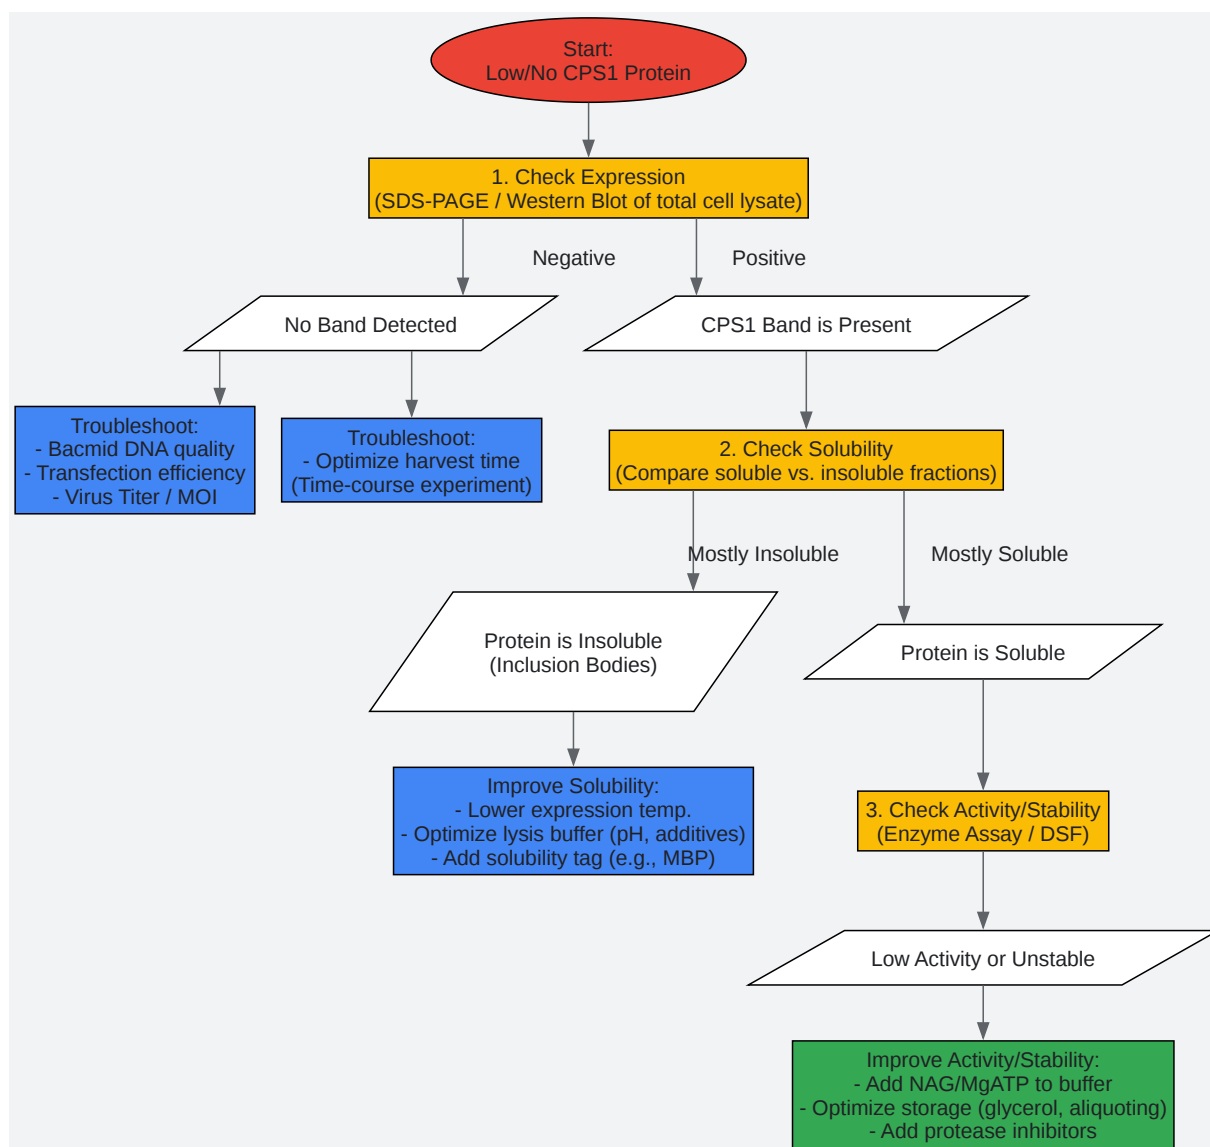 Start:
Low/No CPS1 Protein
1. Check Expression
(SDS-PAGE / Western Blot of total cell lysate)
Negative
Positive
No Band Detected
CPS1 Band is Present
Troubleshoot:
- Bacmid DNA quality
- Transfection efficiency
- Virus Titer / MOI
Troubleshoot:
- Optimize harvest time
(Time-course experiment)
2. Check Solubility
(Compare soluble vs. insoluble fractions)
Mostly Insoluble
Mostly Soluble
Protein is Insoluble
(Inclusion Bodies)
Protein is Soluble
Improve Solubility:
- Lower expression temp.
- Optimize lysis buffer (pH, additives)
- Add solubility tag (e.g., MBP)
3. Check Activity/Stability
(Enzyme Assay / DSF)
Low Activity or Unstable
Improve Activity/Stability:
- Add NAG/MgATP to buffer
- Optimize storage (glycerol, aliquoting)
- Add protease inhibitors